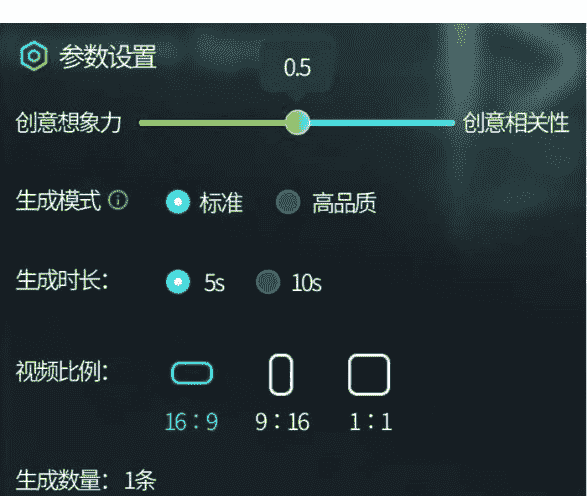 参数设置
0.5
创意想象力 创意相关性
生成模式 标准 高品质
生成时长： 5s 10s
视频比例：
16：9 9：16 1：1
生成数量：1条